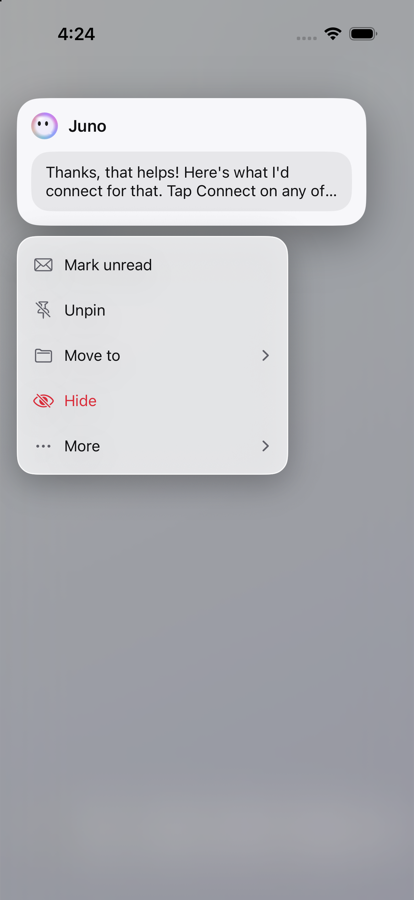 4:24
Juno
Thanks, that helps! Here's what I'd
connect for that. Tap Connect on any of...
Mark unread
Unpin
Move to
Hide
More